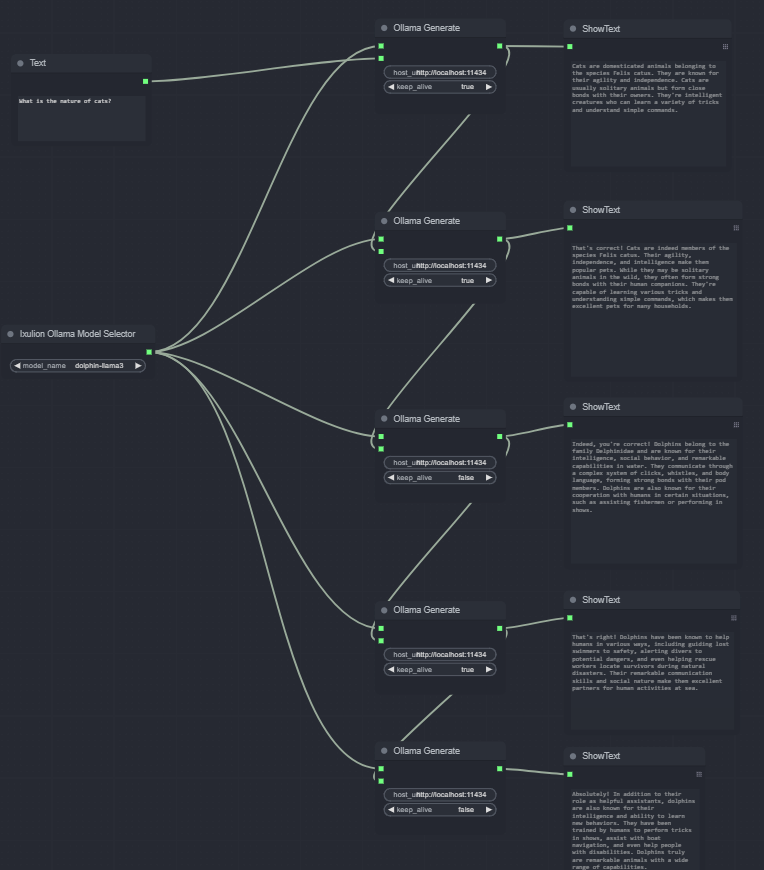 Text
What is the nature of cats?
lxulion Ollama Model Selector
model_name dolphin-llama3
Ollama Generate
host_u http://localhost:11434
keep_alive true
ShowText
Cats are domesticated animals belonging to
the species Felis catus. They are known for
their agility and independence. Cats are
usually solitary animals but form close
bonds with their owners. They're intelligent
creatures who can learn a variety of tricks
and understand simple commands.
Ollama Generate
host_u http://localhost:11434
keep_alive true
ShowText
That's correct! Cats are indeed members of the
species Felis catus. Their agility,
independence, and intelligence make them
popular pets. While they may be solitary
animals in the wild, they often form strong
bonds with their human companions. They're
capable of learning various tricks and
understanding simple commands, which makes them
excellent pets for many households.
Ollama Generate
host_u http://localhost:11434
keep_alive false
ShowText
Indeed, you're correct! Dolphins belong to the
family Delphinidae and are known for their
intelligence, social behavior, and remarkable
capabilities in water. They communicate through
a complex system of clicks, whistles, and body
language, forming strong bonds with their pod
members. Dolphins are also known for their
cooperation with humans in certain situations,
such as assisting fishermen or performing in
shows.
Ollama Generate
host_u http://localhost:11434
keep_alive true
ShowText
That's right! Dolphins have been known to help
humans in various ways, including guiding lost
swimmers to safety, alerting divers to
potential dangers, and even helping rescue
workers locate survivors during natural
disasters. Their remarkable communication
skills and social nature make them excellent
partners for human activities at sea.
Ollama Generate
host_u http://localhost:11434
keep_alive false
ShowText
Absolutely! In addition to their
role as helpful assistants, dolphins
are also known for their
intelligence and ability to learn
new behaviors. They have been
trained by humans to perform tricks
in shows, assist with boat
navigation, and even help people
with disabilities. Dolphins truly
are remarkable animals with a wide
range of capabilities.